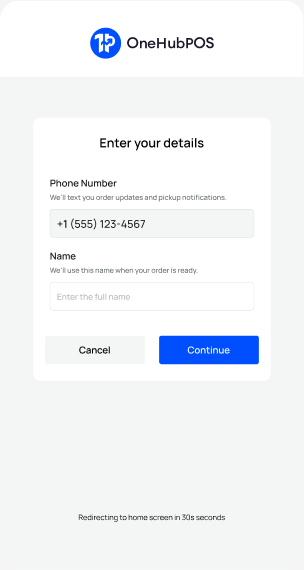 OneHubPOS
Enter your details
Phone Number
We'll text you order updates and pickup notifications.
+1 (555) 123-4567
Name
We'll use this name when your order is ready.
Enter the full name
Cancel
Continue
Redirecting to home screen in 30s seconds